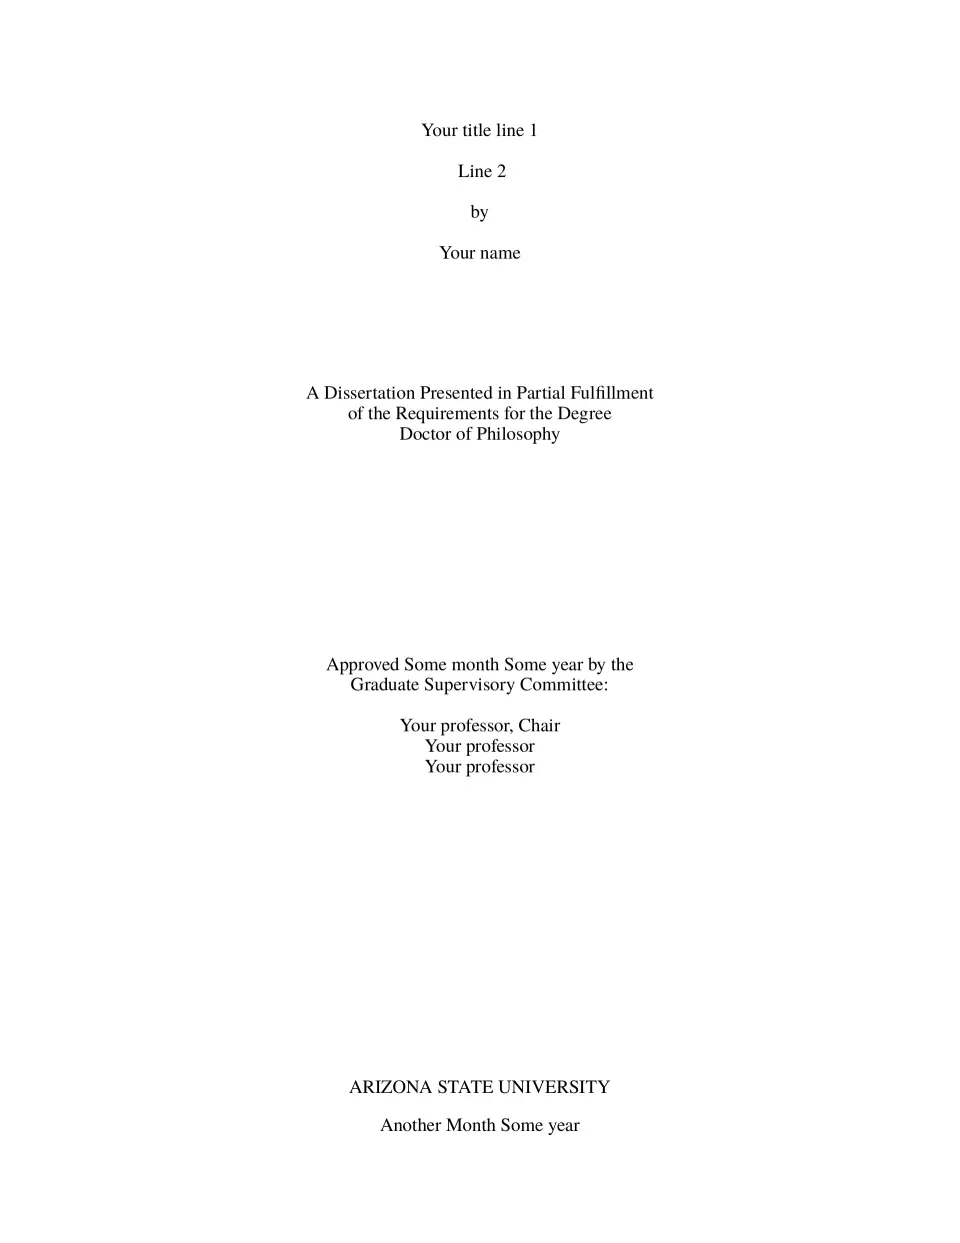 Your title line 1
Line 2
by
Your name
A Dissertation Presented in Partial Fulfillment
of the Requirements for the Degree
Doctor of Philosophy
Approved Some month Some year by the
Graduate Supervisory Committee:
Your professor, Chair
Your professor
Your professor
ARIZONA STATE UNIVERSITY
Another Month Some year